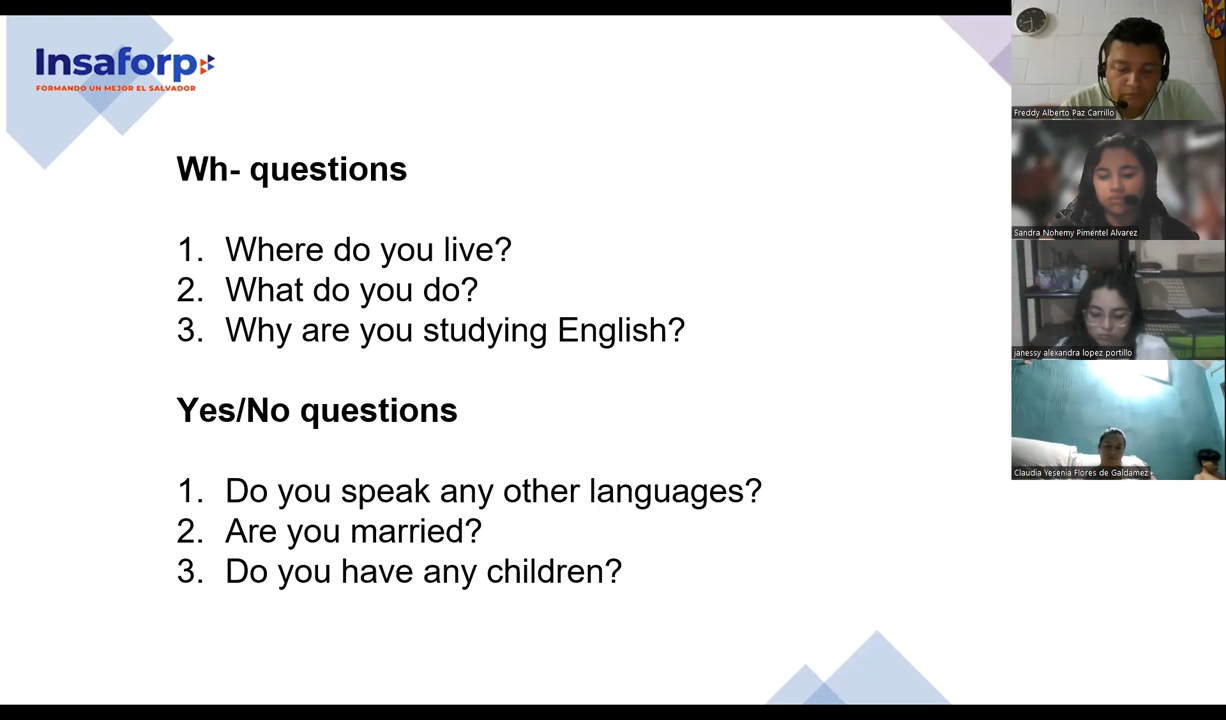 Insaforp
FORMANDO UN MEJOR EL SALVADOR
Wh- questions
1. Where do you live?
2. What do you do?
3. Why are you studying English?
Yes/No questions
1. Do you speak any other languages?
2. Are you married?
3. Do you have any children?
Freddy Alberto Paz Carrillo
Sandra Nohemy Pimentel Alvarez
janessy alexandra lopez portillo
Claudia Yesenia Flores de Galdámez